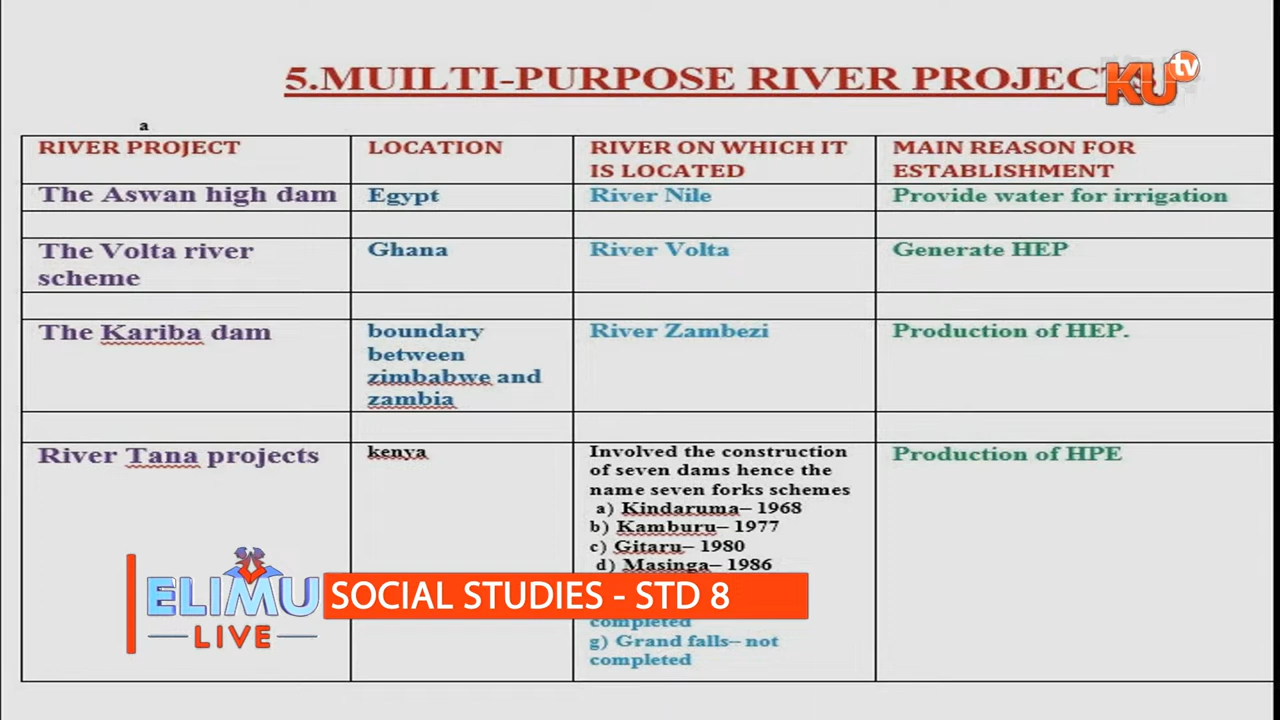 5.MUILTI-PURPOSE RIVER PROJECTS
KU tv
a
RIVER PROJECT
LOCATION
RIVER ON WHICH IT
IS LOCATED
MAIN REASON FOR
ESTABLISHMENT
The Aswan high dam
Egypt
River Nile
Provide water for irrigation
The Volta river
scheme
Ghana
River Volta
Generate HEP
The Kariba dam
boundary
between
zimbabwe and
zambia
River Zambezi
Production of HEP.
River Tana projects
kenya
Involved the construction
of seven dams hence the
name seven forks schemes
a) Kindaruma– 1968
b) Kamburu– 1977
c) Gitaru– 1980
d) Masinga– 1986
completed
g) Grand falls– not
completed
Production of HPE
ELIMU
LIVE
SOCIAL STUDIES - STD 8